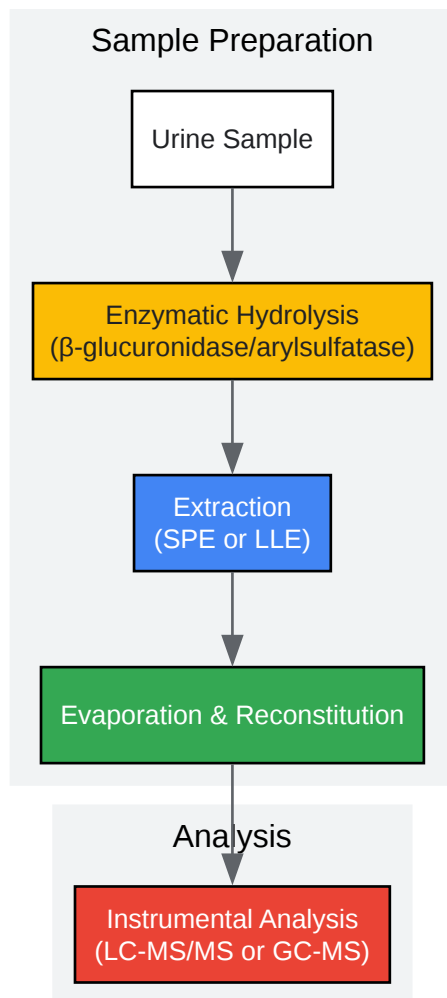 Sample Preparation
Urine Sample
Enzymatic Hydrolysis
(β-glucuronidase/arylsulfatase)
Extraction
(SPE or LLE)
Evaporation & Reconstitution
Analysis
Instrumental Analysis
(LC-MS/MS or GC-MS)